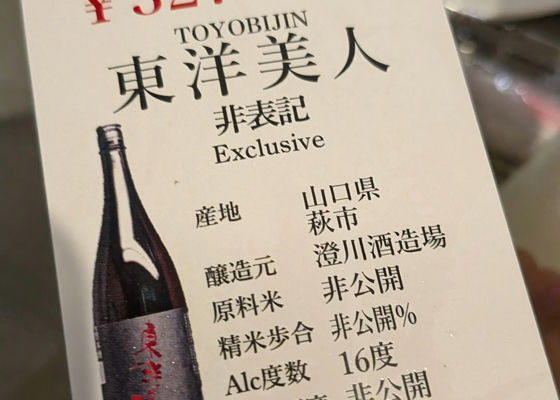 TOYOBIJIN
東洋美人
非表記
Exclusive
産地 山口県
萩市
醸造元 澄川酒造場
原料米 非公開
精米歩合 非公開%
Alc度数 16度
非公開